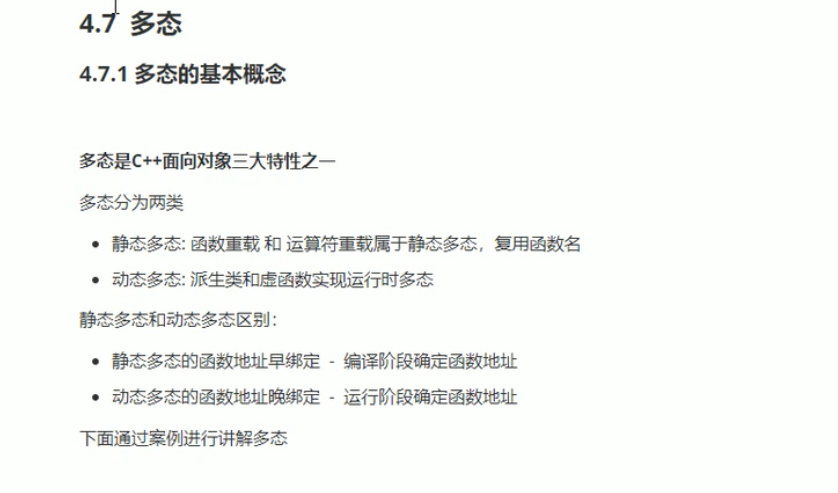 4.7 多态
4.7.1 多态的基本概念
多态是C++面向对象三大特性之一
多态分为两类
• 静态多态: 函数重载 和 运算符重载属于静态多态，复用函数名
• 动态多态: 派生类和虚函数实现运行时多态
静态多态和动态多态区别：
• 静态多态的函数地址早绑定 - 编译阶段确定函数地址
• 动态多态的函数地址晚绑定 - 运行阶段确定函数地址
下面通过案例进行讲解多态